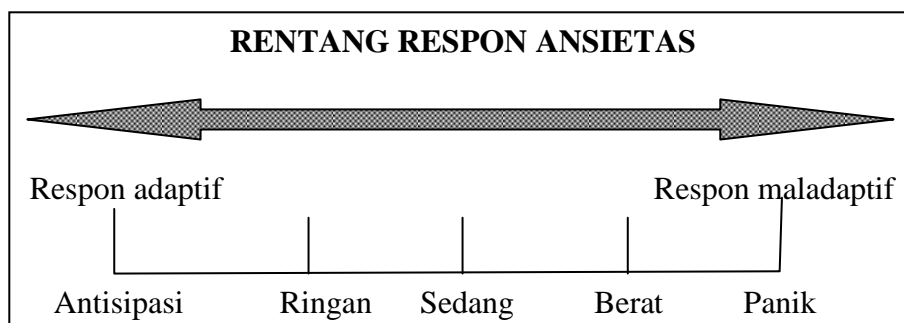 RENTANG RESPON ANSIETAS
Respon adaptif Respon maladaptif
Antisipasi Ringan Sedang Berat Panik